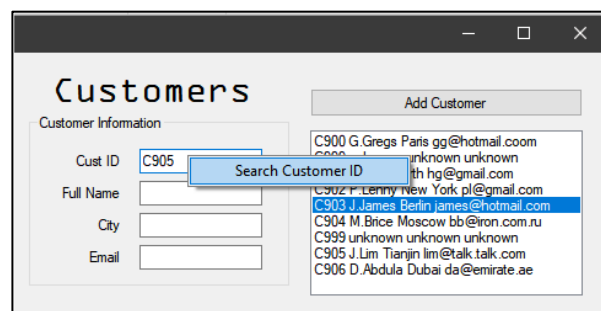 Customers
Customer Information
Cust ID
C905
Search Customer ID
Full Name
City
Email
Add Customer
C900 G.Gregs Paris gg@hotmail.coom
unknown unknown
hg@gmail.com
C902 P.Lenny New York pl@gmail.com
C903 J.James Berlin james@hotmail.com
C904 M.Brice Moscow bb@iron.com.ru
C999 unknown unknown unknown
C905 J.Lim Tianjin lim@talk.talk.com
C906 D.Abdula Dubai da@emirate.ae